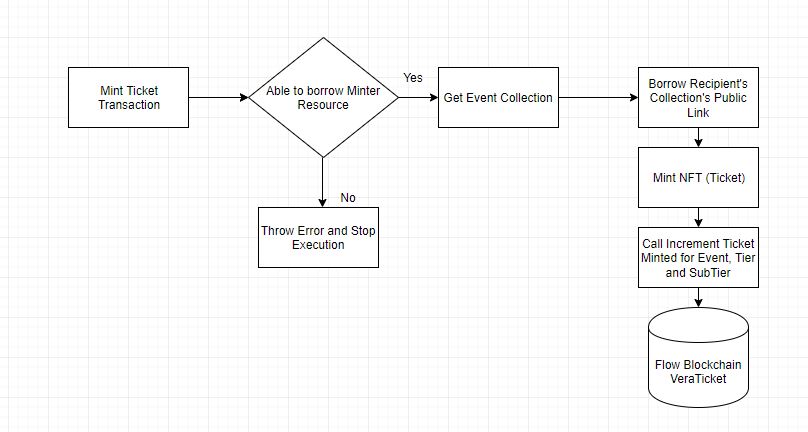 Mint Ticket
Transaction
Able to borrow Minter
Resource
Yes
Get Event Collection
Borrow Recipient's
Collection's Public
Link
No
Throw Error and Stop
Execution
Mint NFT (Ticket)
Call Increment Ticket
Minted for Event, Tier
and SubTier
Flow Blockchain
VeraTicket